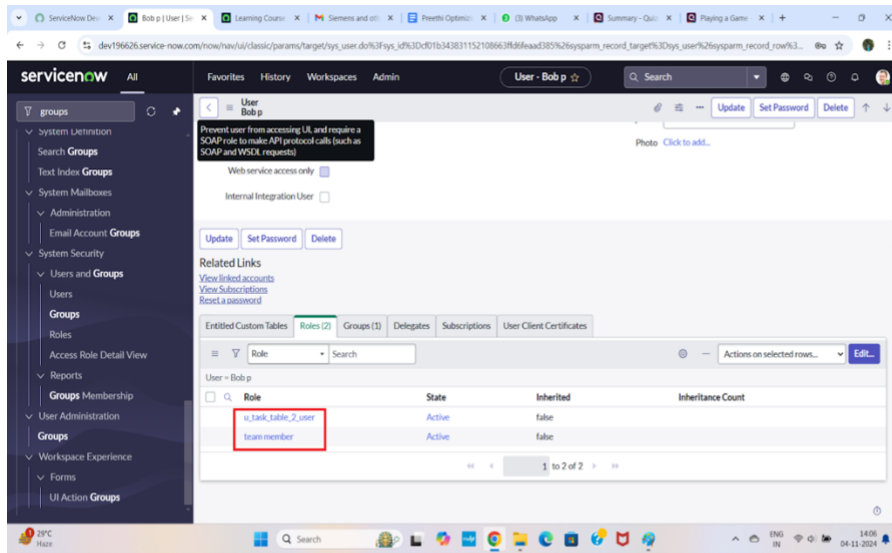 ServiceNow Dev
Bob p | User | Se
Learning Course
Siemens and oth
Preethi Optimiz
(3) WhatsApp
Summary - Quiz
Playing a Game
dev196626.service-now.com/now/nav/ui/classic/params/target/sys_user.do%3Fsys_id%3Dcf01b343831152108663ffd6feaad385%26sysparm_record_target%3Dsys_user%26sysparm_record_row%3...
servicenow All Favorites History Workspaces Admin User - Bob p Search
groups
User
Bob p
Update Set Password Delete
System Definition
Search Groups
Text Index Groups
System Mailboxes
Administration
Email Account Groups
System Security
Users and Groups
Users
Groups
Roles
Access Role Detail View
Reports
Groups Membership
User Administration
Groups
Workspace Experience
Forms
UI Action Groups
Prevent user from accessing UI, and require a
SOAP role to make API protocol calls (such as
SOAP and WSDL requests)
Photo Click to add...
Web service access only
Internal Integration User
Update Set Password Delete
Related Links
View linked accounts
View Subscriptions
Reset a password
Entitled Custom Tables Roles (2) Groups (1) Delegates Subscriptions User Client Certificates
Role Search Actions on selected rows... Edit...
User = Bob p
Role State Inherited Inheritance Count
u_task_table_2_user Active false
team member Active false
1 to 2 of 2
29°C
Haze
Search
ENG
IN
14:06
04-11-2024